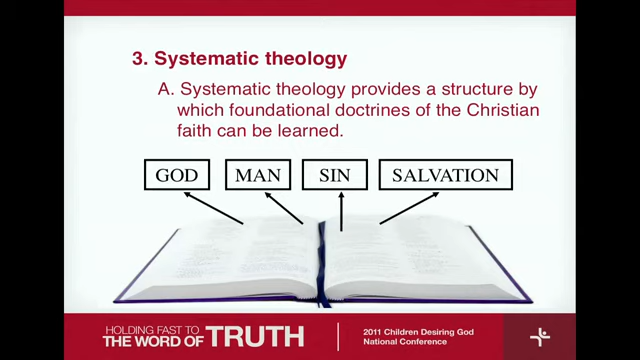 3. Systematic theology
A. Systematic theology provides a structure by
which foundational doctrines of the Christian
faith can be learned.
GOD MAN SIN SALVATION
HOLDING FAST TO
THE WORD OF TRUTH
2011 Children Desiring God
National Conference